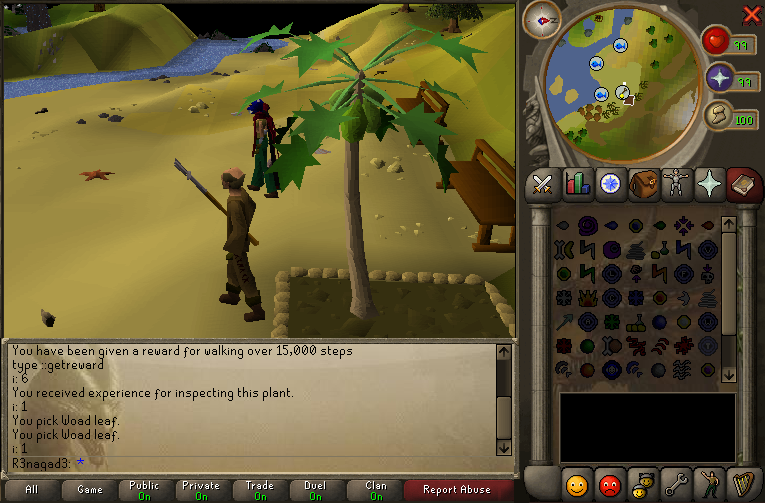 N
99
99
100
You have been given a reward for walking over 15,000 steps
type ::getreward
i: 6
You received experience for inspecting this plant.
i: 1
You pick Woad leaf.
You pick Woad leaf.
i: 1
R3naqad3: *
All
Game
Public
On
Private
On
Trade
On
Duel
On
Clan
On
Report Abuse